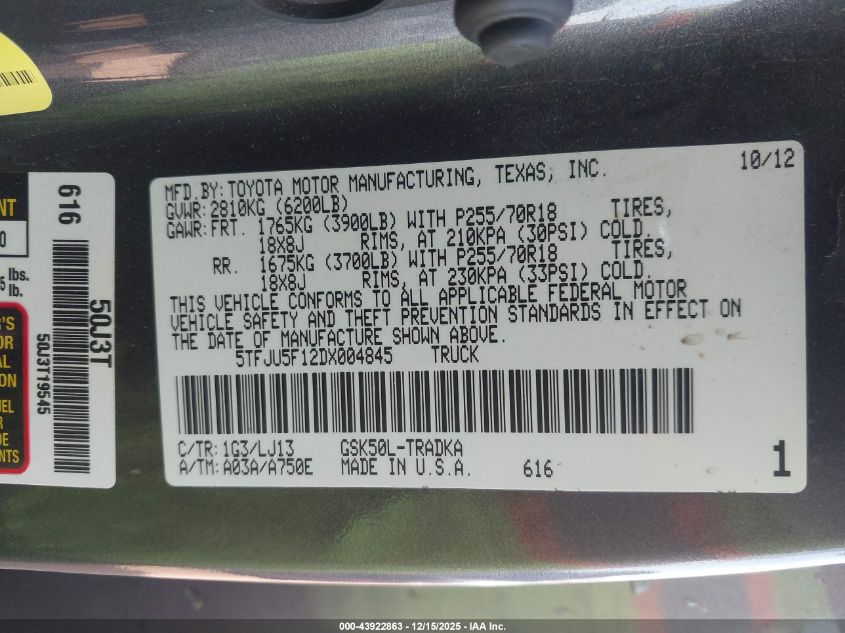 10/12
MFD.BY:TOYOTA MOTOR MANUFACTURING, TEXAS, INC.
GVWR:2810KG (6200LB)
GAWR:FRT. 1765KG (3900LB) WITH P255/70R18 TIRES,
18X8J RIMS, AT 210KPA (30PSI) COLD.
RR. 1675KG (3700LB) WITH P255/70R18 TIRES,
18X8J RIMS, AT 230KPA (33PSI) COLD.
THIS VEHICLE CONFORMS TO ALL APPLICABLE FEDERAL MOTOR
VEHICLE SAFETY AND THEFT PREVENTION STANDARDS IN EFFECT ON
THE DATE OF MANUFACTURE SHOWN ABOVE.
5TFJU5F12DX004845 TRUCK
C/TR:1G3/LJ13 GSK50L-TRADKA
A/TM:A03A/A750E MADE IN U.S.A. 616 1
616
50J3T
50J3T19545
lbs.
lb.
000-43922863 - 12/15/2025 - IAA Inc.